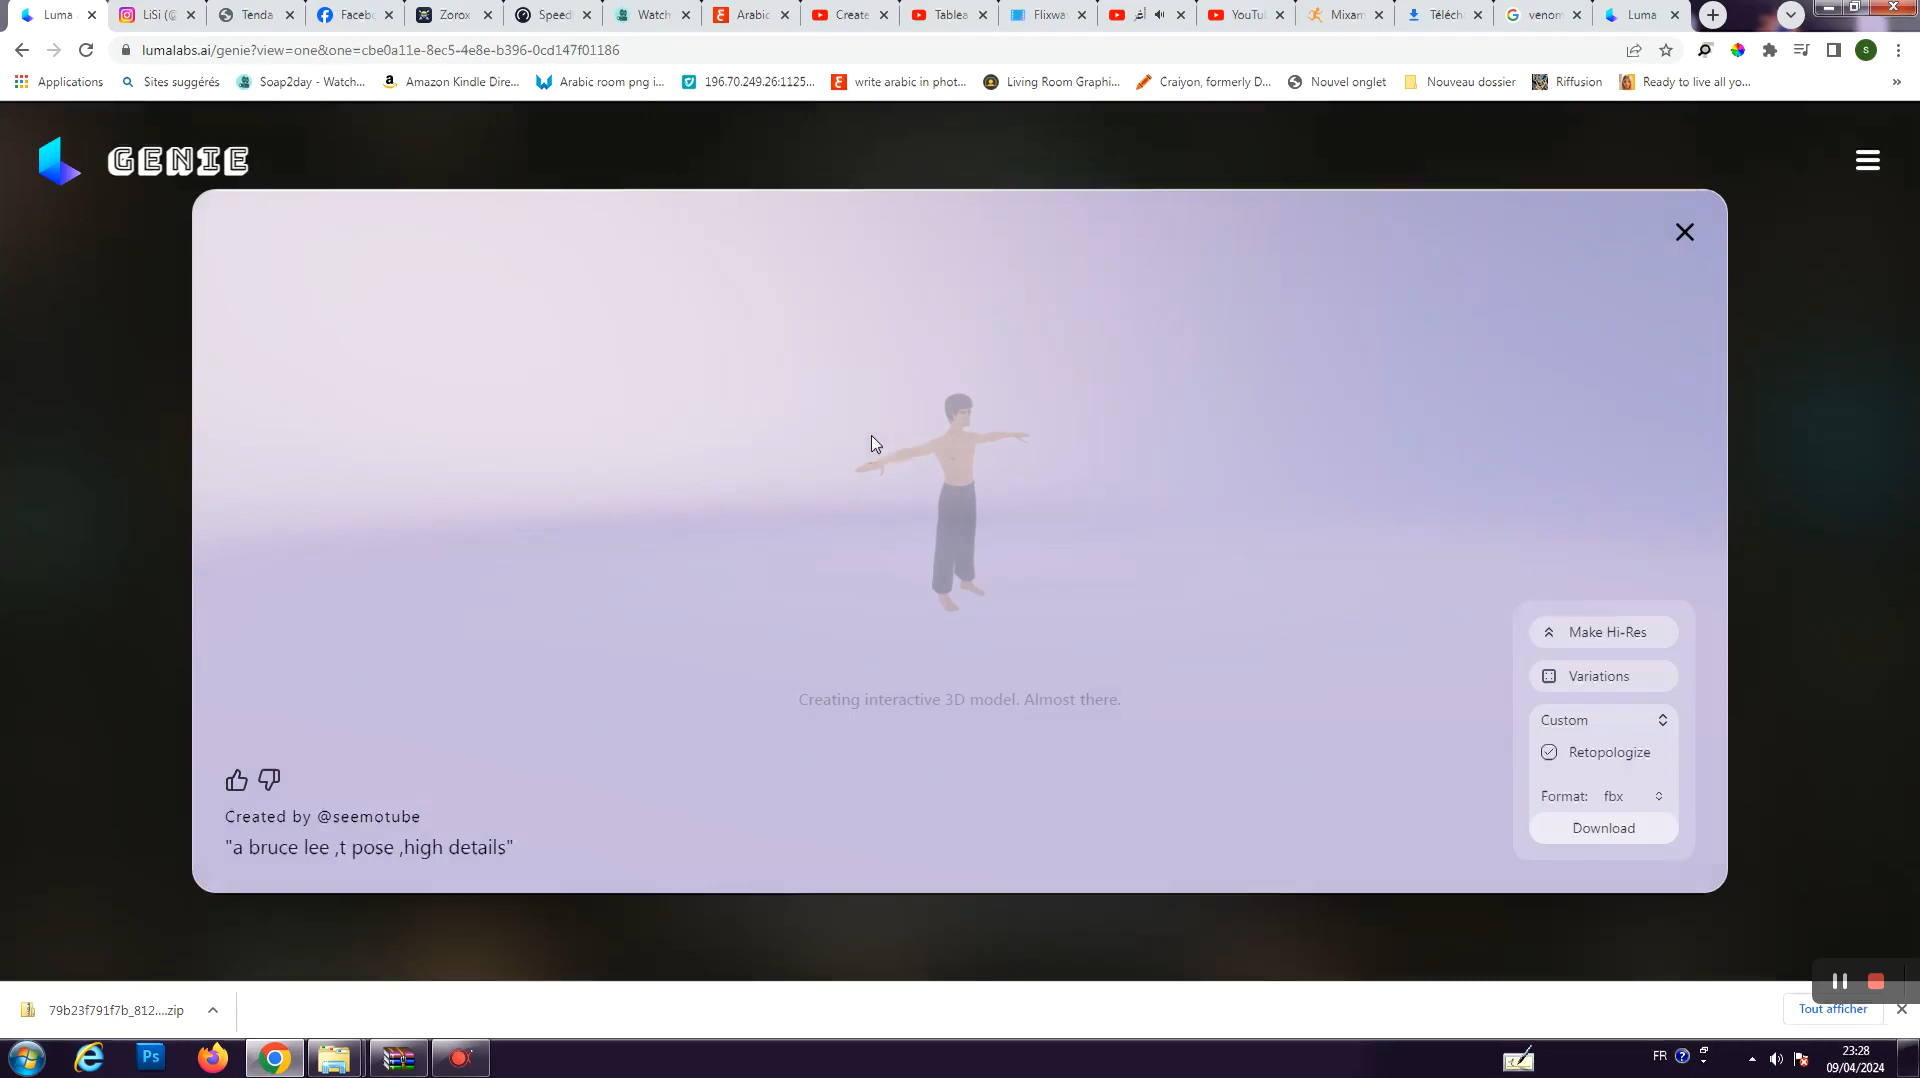 Luma
LiSi (@
Tenda
Facebo
Zorox
Speed
Watch
Arabic
Create
Tablea
Flixwa
YouTu
Mixam
Téléch
venom
Luma
lumalabs.ai/genie?view=one&one=cbe0a11e-8ec5-4e8e-b396-0cd147f01186
S
Applications
Sites suggérés
Soap2day - Watch...
Amazon Kindle Dire...
Arabic room png i...
196.70.249.26:1125...
write arabic in phot...
Living Room Graphi...
Craiyon, formerly D...
Nouvel onglet
Nouveau dossier
Riffusion
Ready to live all yo...
»
GENIE
Make Hi-Res
Variations
Custom
Retopologize
Format: fbx
Download
Creating interactive 3D model. Almost there.
Created by @seemotube
"a bruce lee ,t pose ,high details"
79b23f791f7b_812....zip
Tout afficher
Ps
FR
23:28
09/04/2024